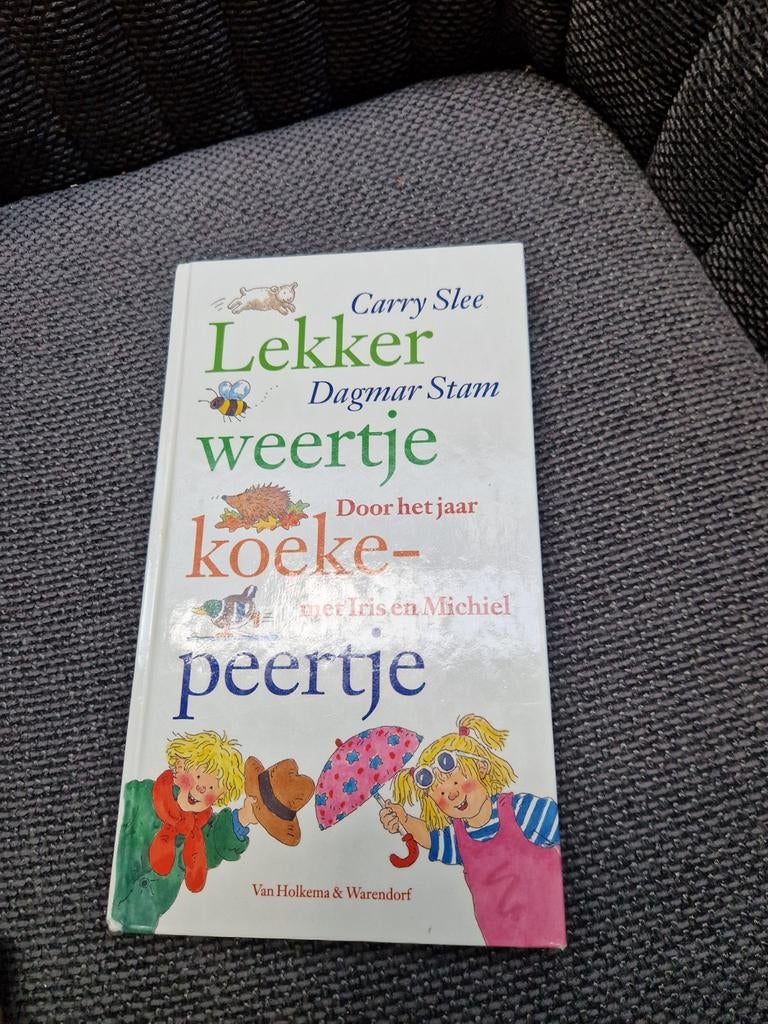 Carry Slee
Lekker
Dagmar Stam
weertje
Door het jaar
koeke-
met Iris en Michiel
peertje
Van Holkema & Warendorf